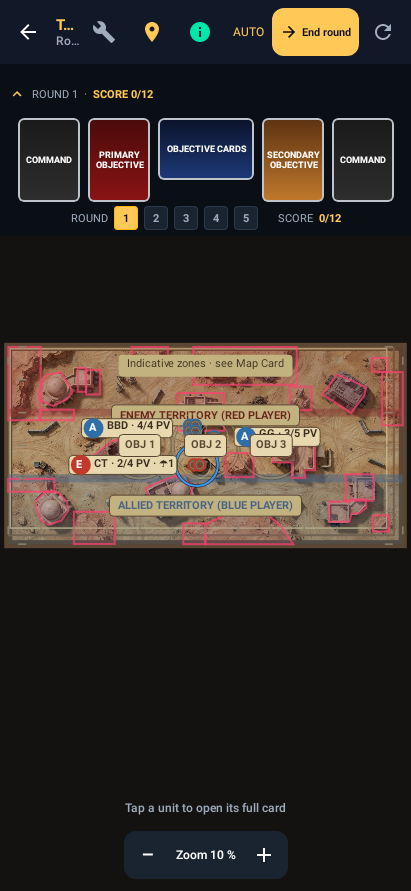 T...
Ro...
AUTO
End round
ROUND 1 · SCORE 0/12
COMMAND
PRIMARY OBJECTIVE
OBJECTIVE CARDS
SECONDARY OBJECTIVE
COMMAND
ROUND 1 2 3 4 5 SCORE 0/12
Indicative zones · see Map Card
ENEMY TERRITORY (RED PLAYER)
A BBD · 4/4 PV
A GG · 3/5 PV
OBJ 1
OBJ 2
OBJ 3
E CT · 2/4 PV · ☂1
ALLIED TERRITORY (BLUE PLAYER)
Tap a unit to open its full card
− Zoom 10 % +